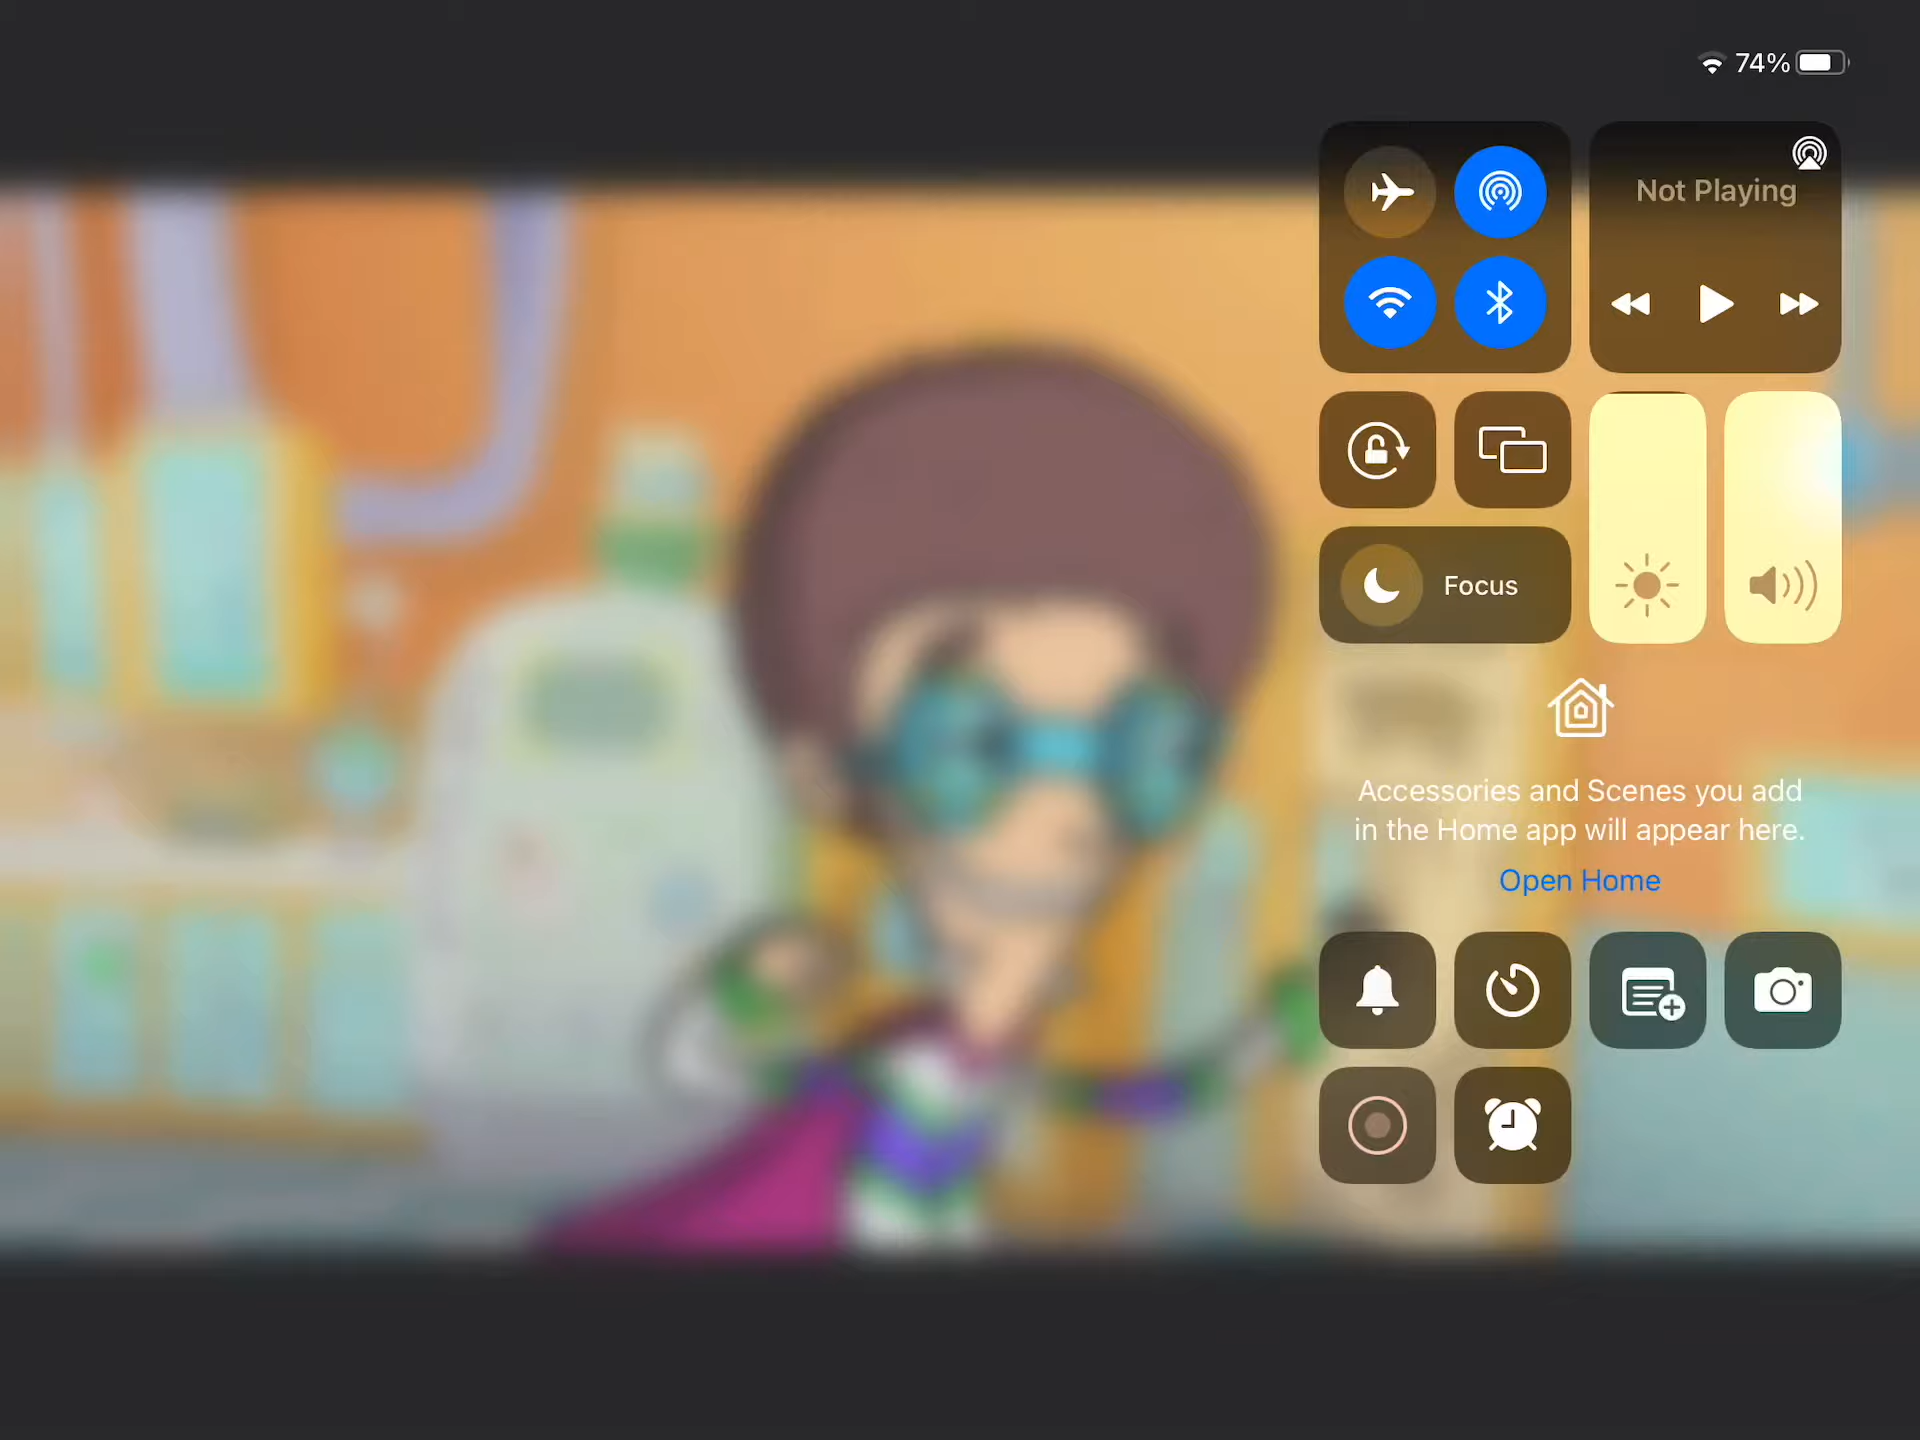 74%
Not Playing
Focus
Accessories and Scenes you add
in the Home app will appear here.
Open Home